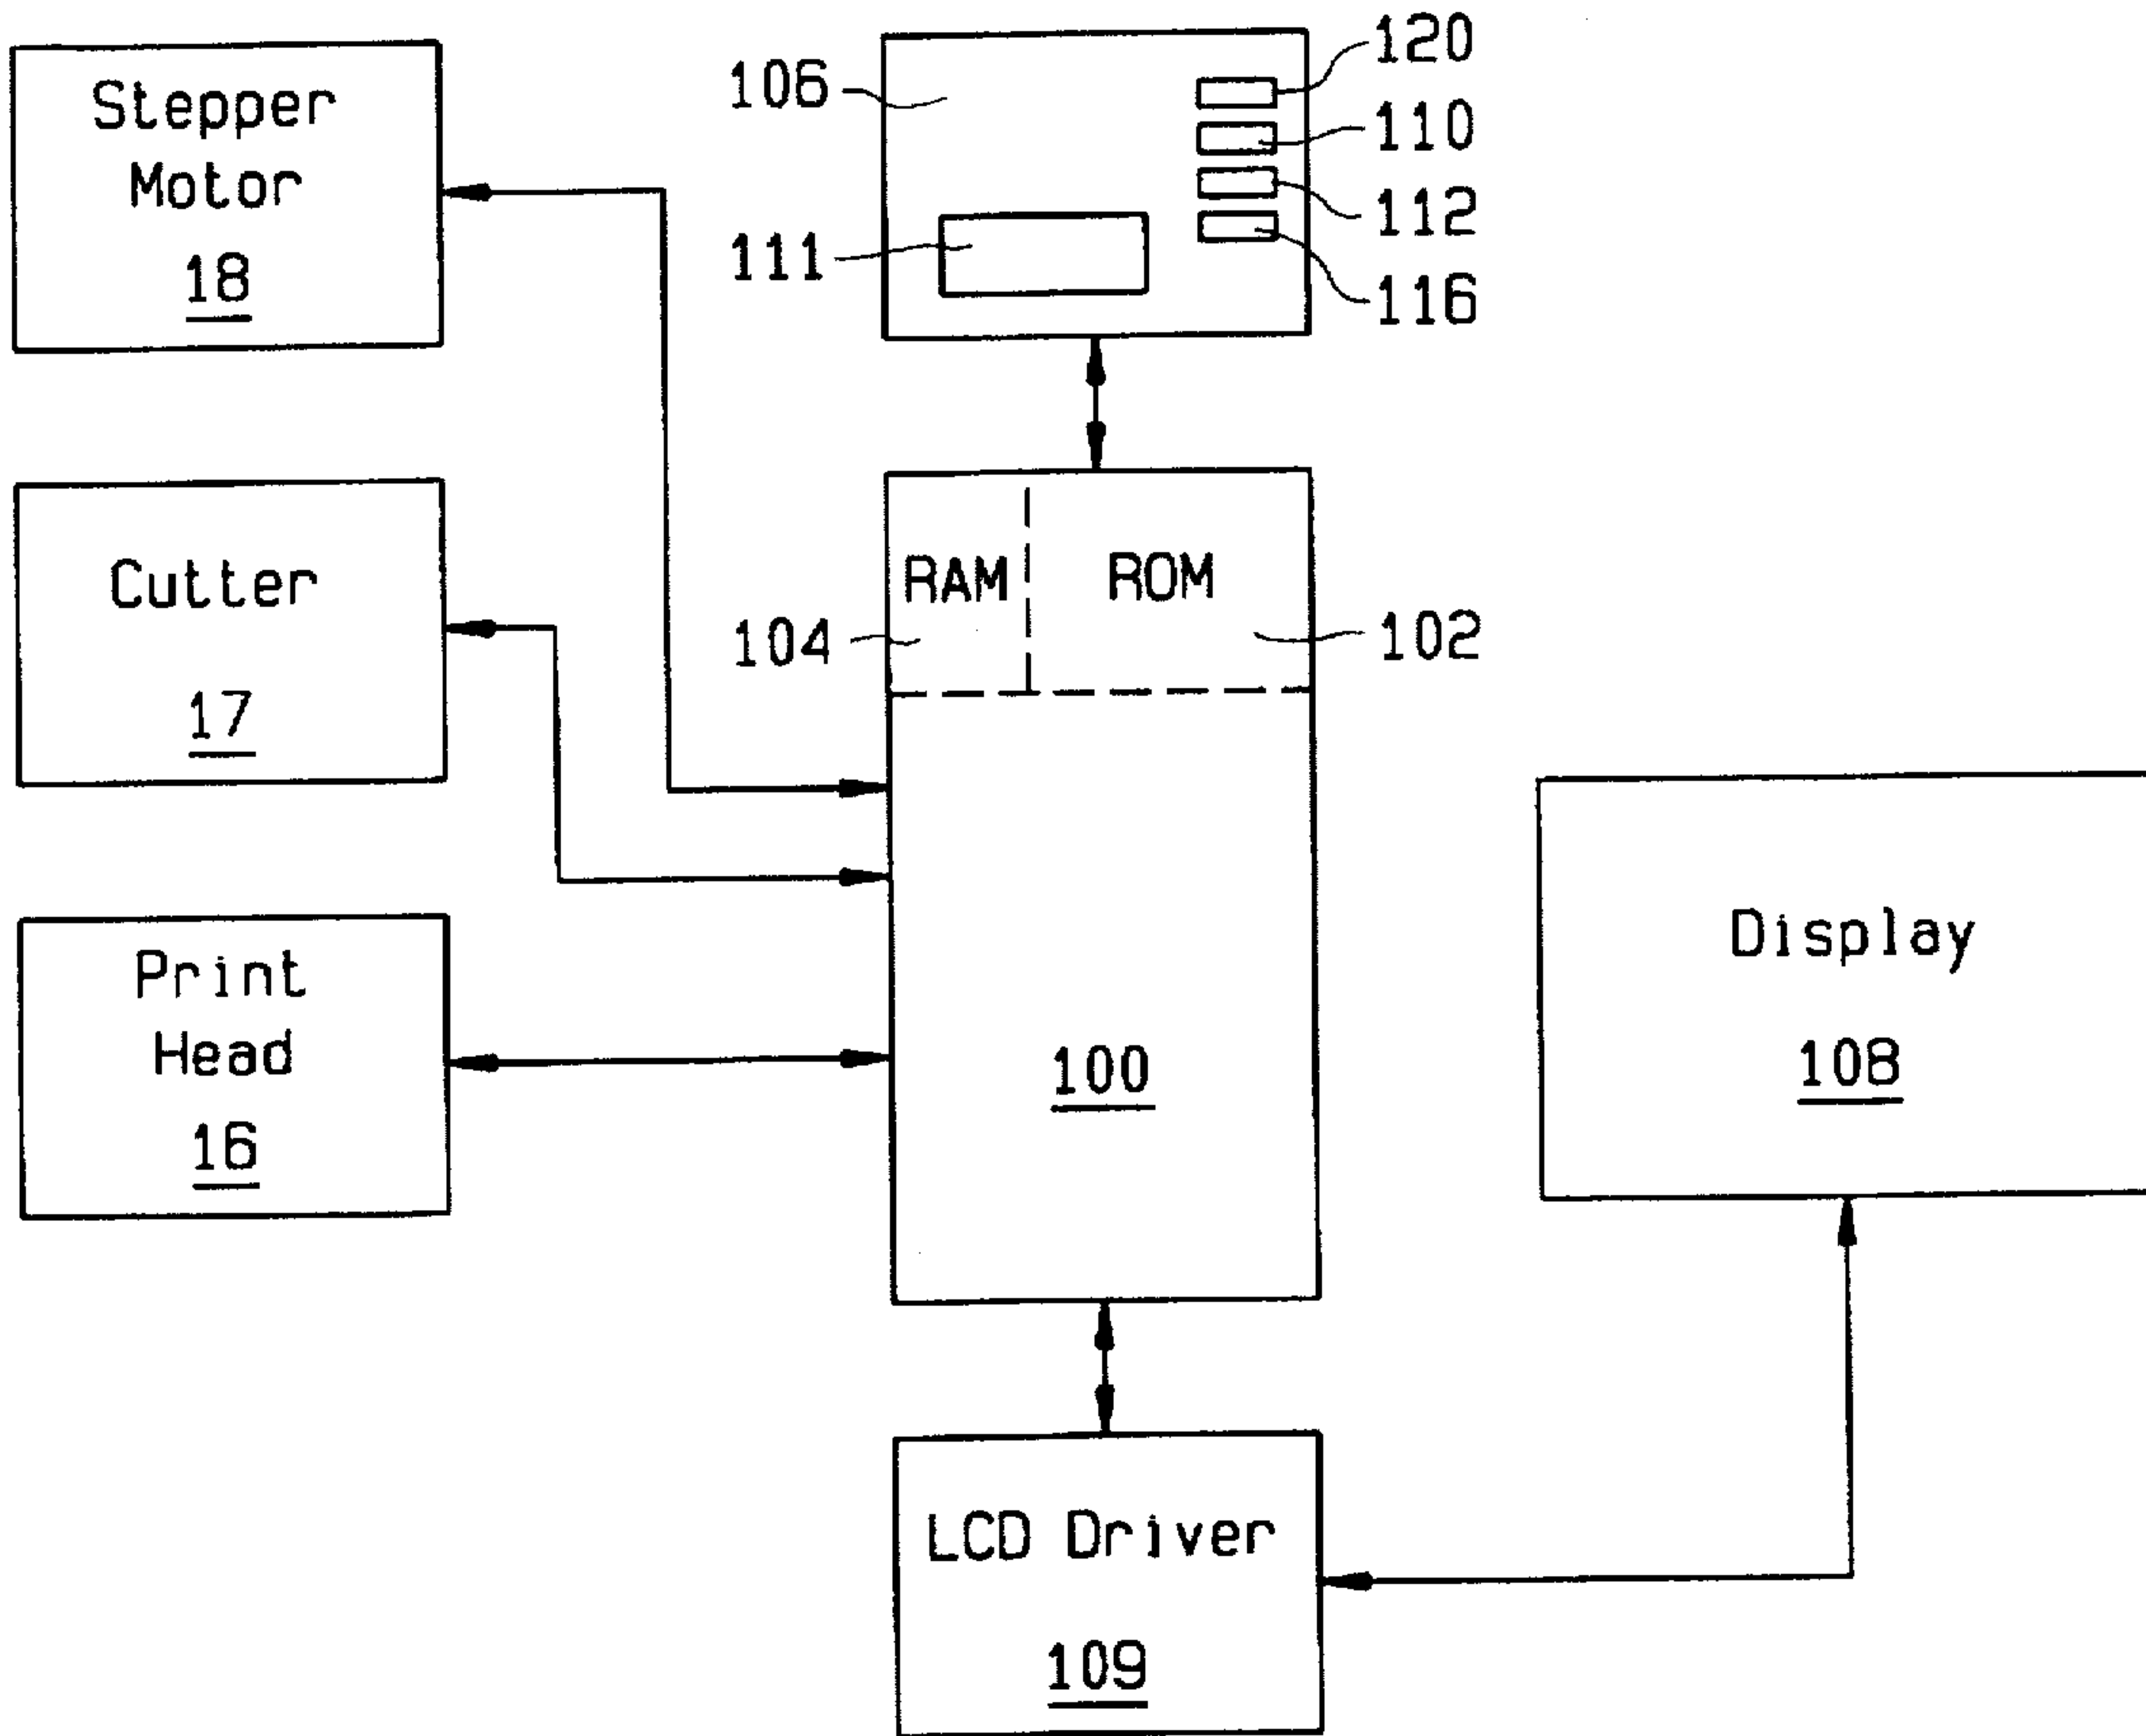 Stepper
Motor
18
106
120
110
112
116
111
Cutter
17
RAM
ROM
104
102
Print
Head
16
100
Display
108
LCD Driver
109